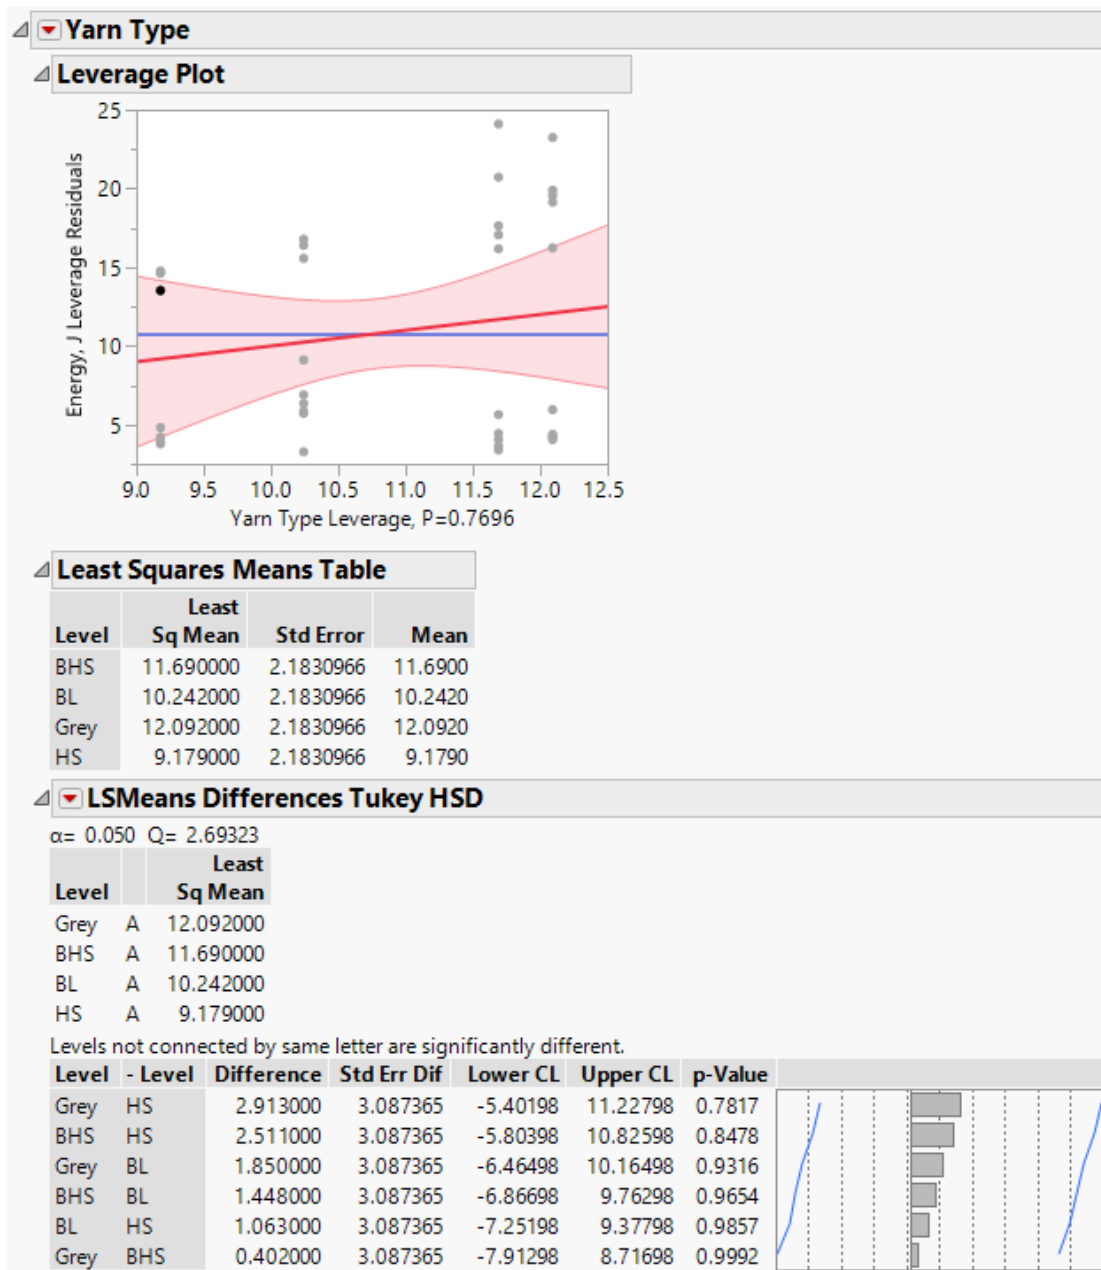 Yarn Type
Leverage Plot
25
20
15
10
5
Energy, J Leverage Residuals
9.0 9.5 10.0 10.5 11.0 11.5 12.0 12.5
Yarn Type Leverage, P=0.7696
Least Squares Means Table
Least
Level Sq Mean Std Error Mean
BHS 11.690000 2.1830966 11.6900
BL 10.242000 2.1830966 10.2420
Grey 12.092000 2.1830966 12.0920
HS 9.179000 2.1830966 9.1790
LSMeans Differences Tukey HSD
α= 0.050 Q= 2.69323
Least
Level Sq Mean
Grey A 12.092000
BHS A 11.690000
BL A 10.242000
HS A 9.179000
Levels not connected by same letter are significantly different.
Level - Level Difference Std Err Dif Lower CL Upper CL p-Value
Grey HS 2.913000 3.087365 -5.40198 11.22798 0.7817
BHS HS 2.511000 3.087365 -5.80398 10.82598 0.8478
Grey BL 1.850000 3.087365 -6.46498 10.16498 0.9316
BHS BL 1.448000 3.087365 -6.86698 9.76298 0.9654
BL HS 1.063000 3.087365 -7.25198 9.37798 0.9857
Grey BHS 0.402000 3.087365 -7.91298 8.71698 0.9992